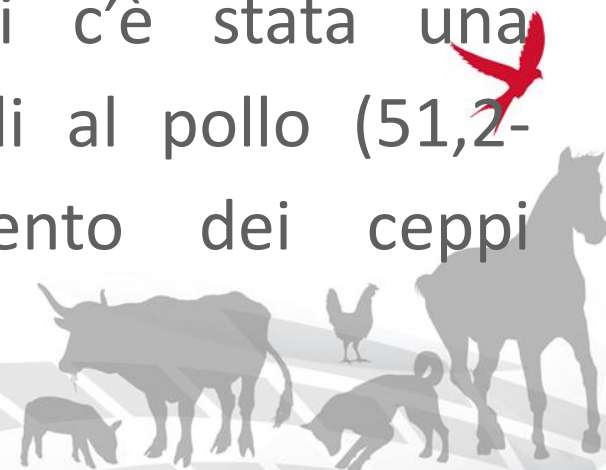 i c'è stata una
li al pollo (51,2-
ento dei ceppi